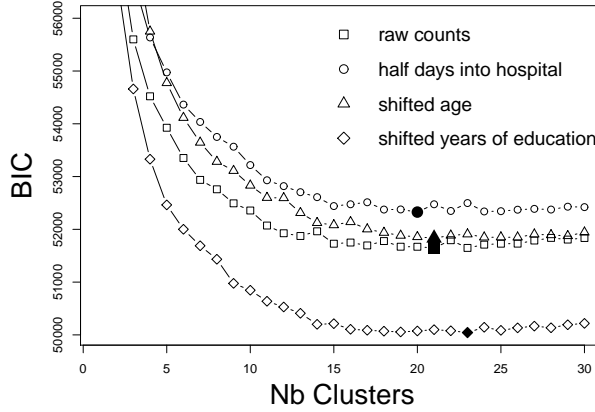 56000
55000
54000
53000
52000
51000
50000
BIC
raw counts
half days into hospital
shifted age
shifted years of education
0
5
10
15
20
25
30
Nb Clusters